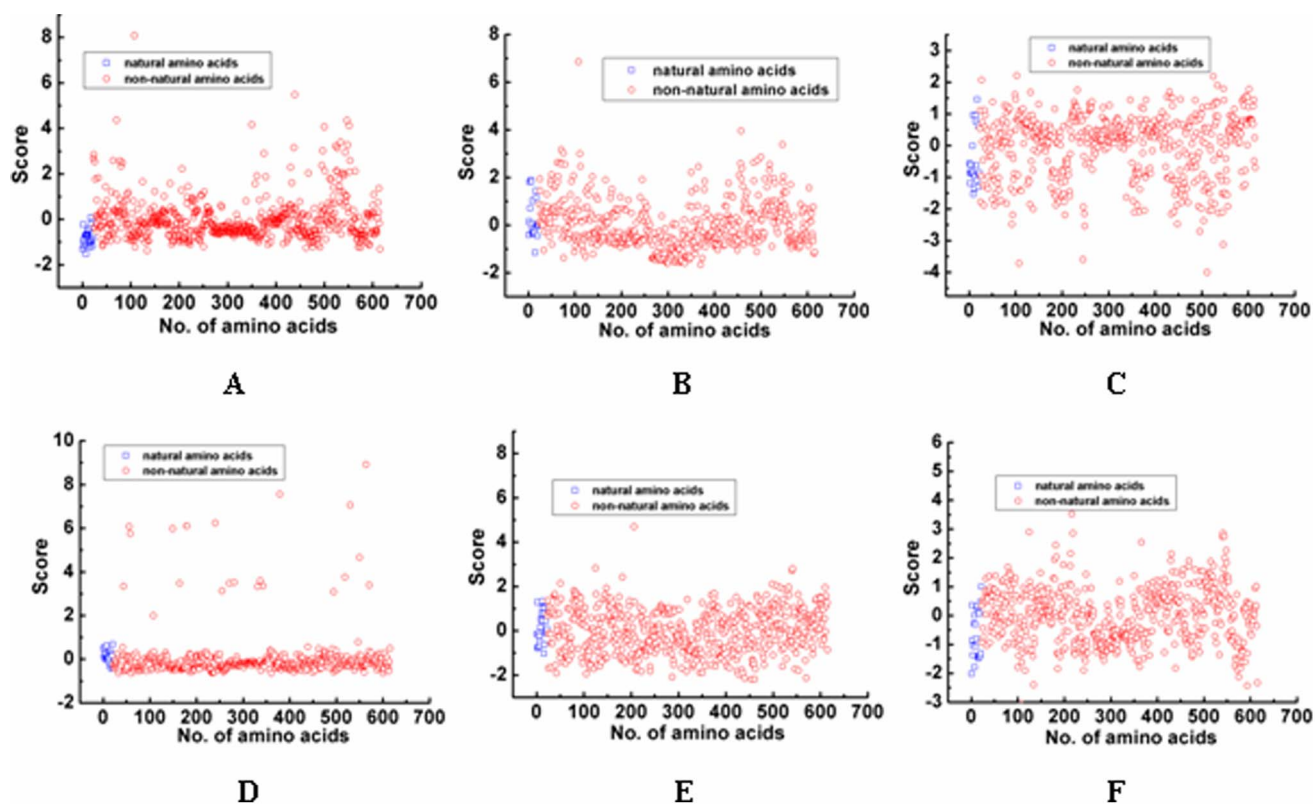 8
6
4
2
0
-2
Score
natural amino acids
non-natural amino acids
0 100 200 300 400 500 600 700
No. of amino acids
A
8
6
4
2
0
-2
Score
natural amino acids
non-natural amino acids
0 100 200 300 400 500 600 700
No. of amino acids
B
3
2
1
0
-1
-2
-3
-4
Score
natural amino acids
non-natural amino acids
0 100 200 300 400 500 600 700
No. of amino acids
C
10
8
6
4
2
0
-2
Score
natural amino acids
non-natural amino acids
0 100 200 300 400 500 600 700
No. of amino acids
D
8
6
4
2
0
-2
Score
natural amino acids
non-natural amino acids
0 100 200 300 400 500 600 700
No. of amino acids
E
6
5
4
3
2
1
0
-1
-2
-3
Score
natural amino acids
non-natural amino acids
0 100 200 300 400 500 600 700
No. of amino acids
F